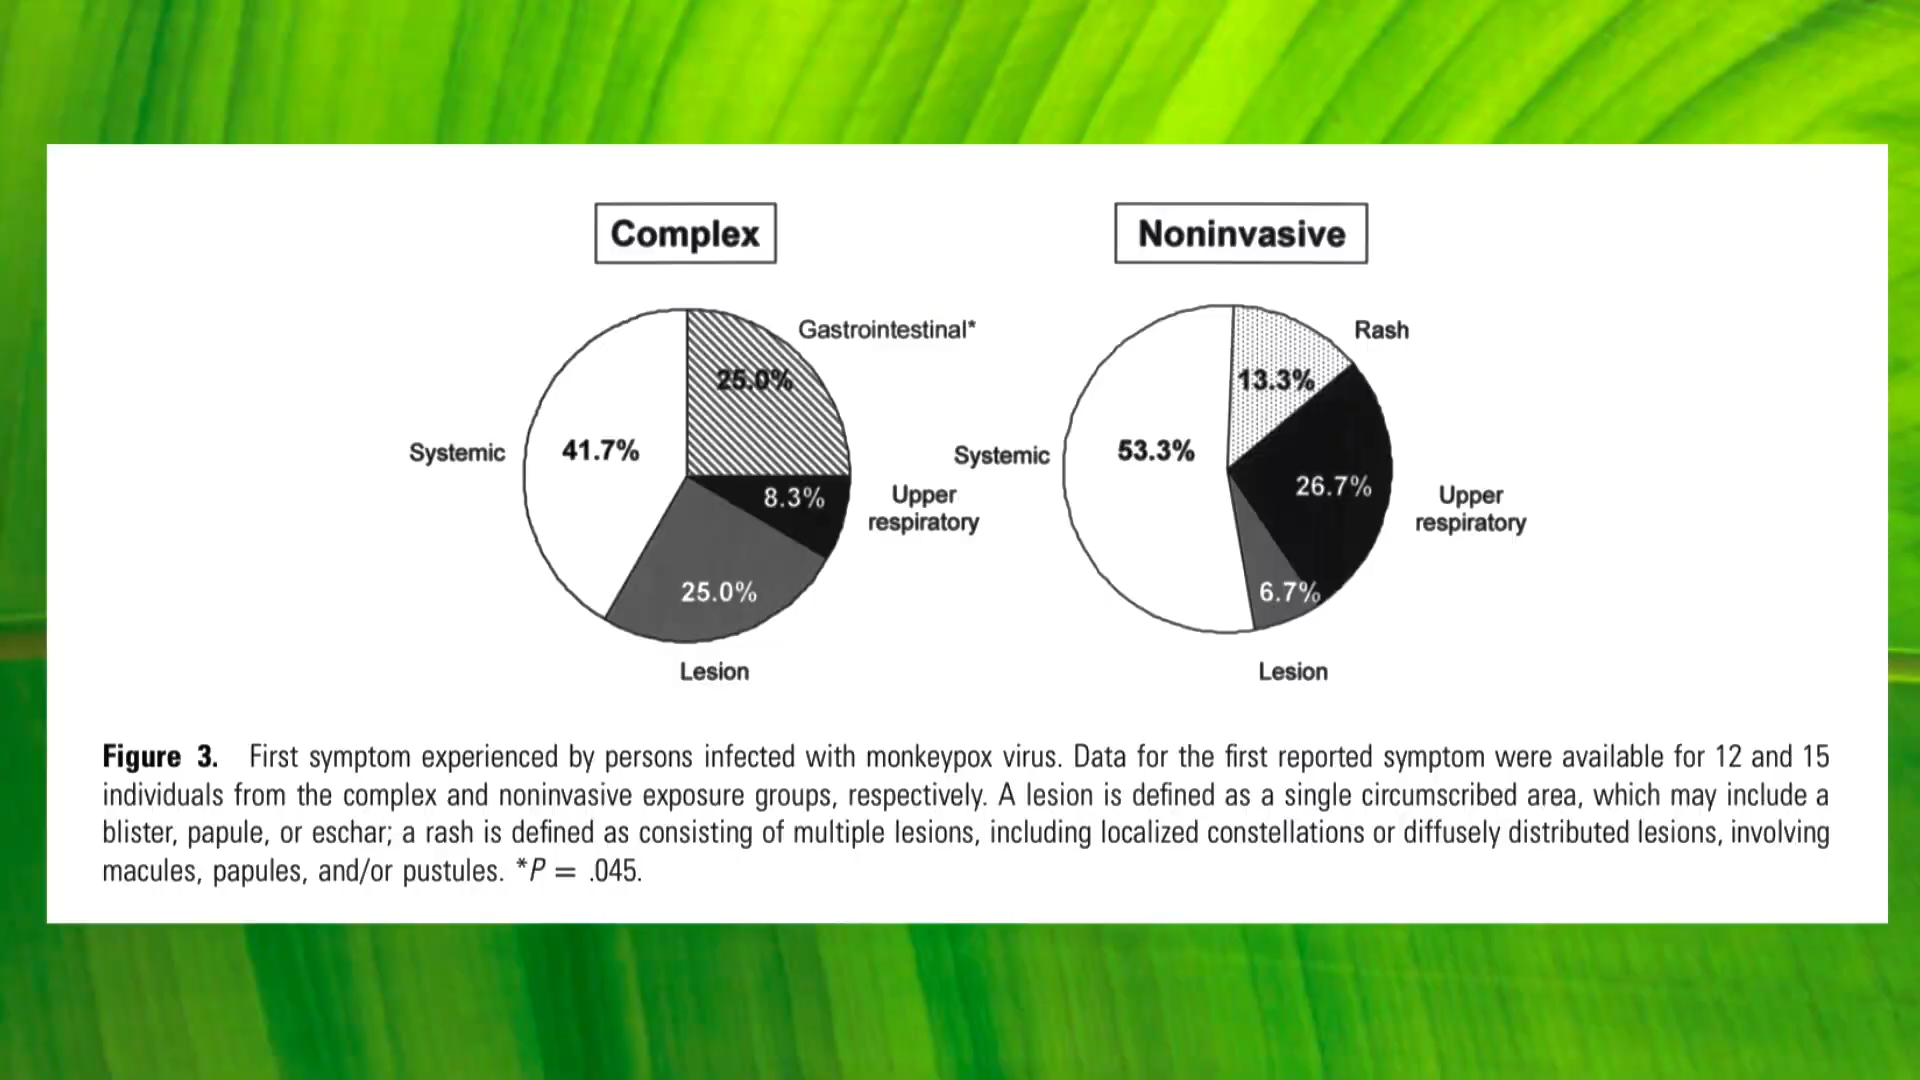 Complex
Noninvasive
Gastrointestinal*
25.0%
Systemic
41.7%
8.3%
Upper
respiratory
25.0%
Lesion
Rash
13.3%
Systemic
53.3%
26.7%
Upper
respiratory
6.7%
Lesion
Figure 3. First symptom experienced by persons infected with monkeypox virus. Data for the first reported symptom were available for 12 and 15
individuals from the complex and noninvasive exposure groups, respectively. A lesion is defined as a single circumscribed area, which may include a
blister, papule, or eschar; a rash is defined as consisting of multiple lesions, including localized constellations or diffusely distributed lesions, involving
macules, papules, and/or pustules. *P = .045.